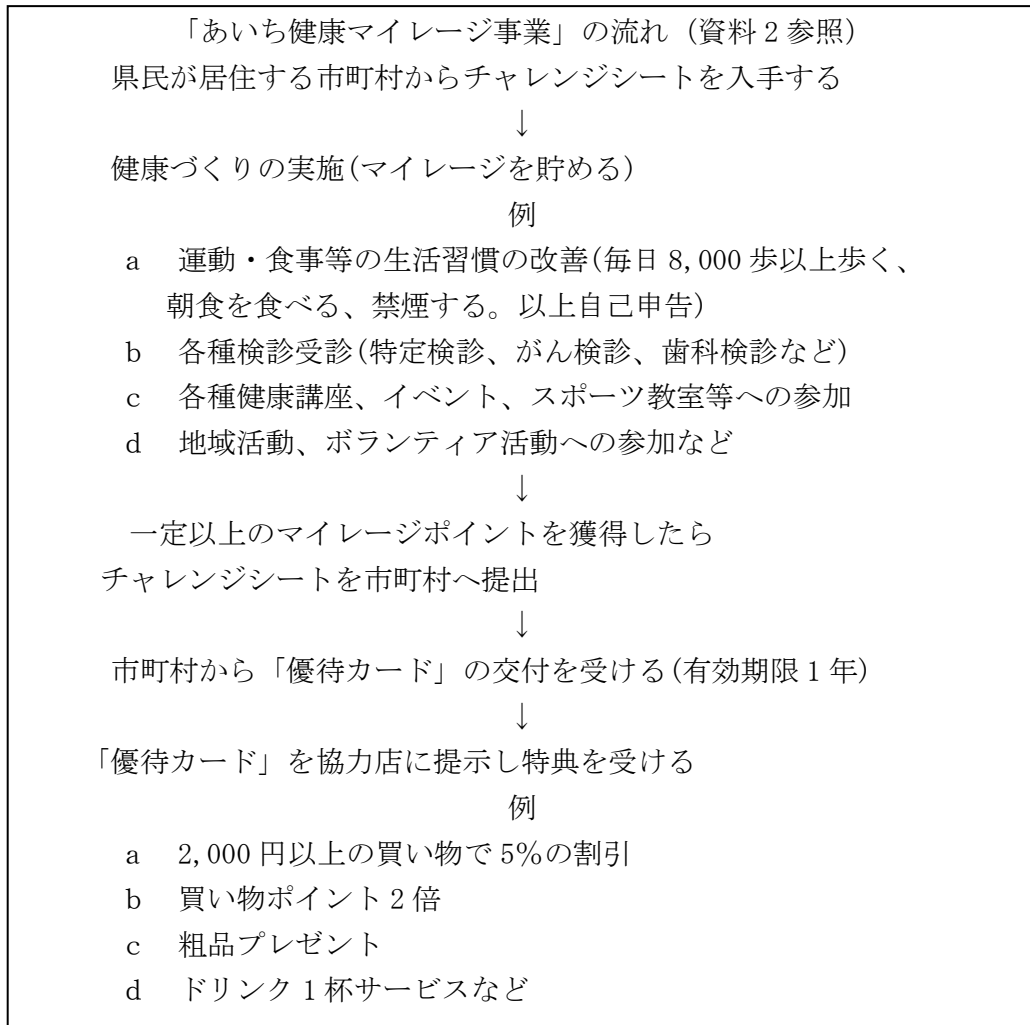 「あいち健康マイレージ事業」の流れ (資料2参照)
県民が居住する市町村からチャレンジシートを入手する
↓
健康づくりの実施(マイレージを貯める)
例
a 運動・食事等の生活習慣の改善(毎日 8,000 歩以上歩く、
朝食を食べる、禁煙する。以上自己申告)
b 各種検診受診(特定検診、がん検診、歯科検診など)
c 各種健康講座、イベント、スポーツ教室等への参加
d 地域活動、ボランティア活動への参加など
↓
一定以上のマイレージポイントを獲得したら
チャレンジシートを市町村へ提出
↓
市町村から「優待カード」の交付を受ける(有効期限1年)
↓
「優待カード」を協力店に提示し特典を受ける
例
a 2,000 円以上の買い物で5%の割引
b 買い物ポイント2倍
c 粗品プレゼント
d ドリンク1杯サービスなど